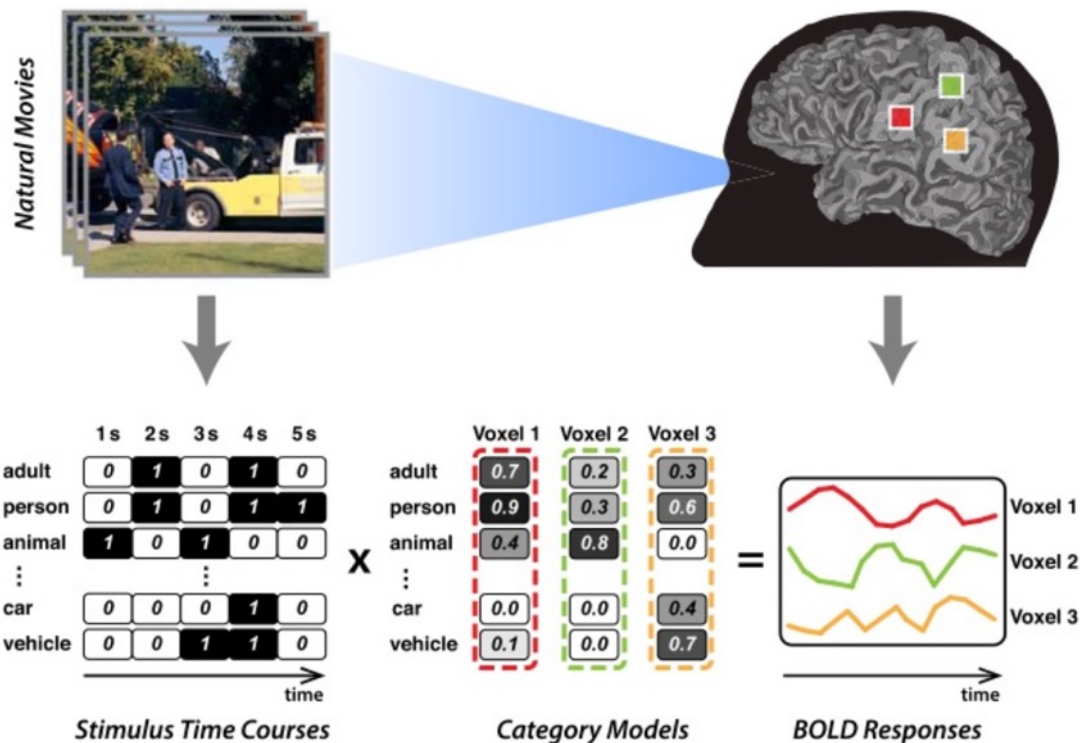 Natural Movies
1 s 2 s 3 s 4 s 5 s
adult 0 1 0 1 0
person 0 1 0 1 1
animal 1 0 1 0 0
car 0 0 0 1 0
vehicle 0 0 1 1 0
time
Stimulus Time Courses
x
Voxel 1 Voxel 2 Voxel 3
adult 0.7 0.2 0.3
person 0.9 0.3 0.6
animal 0.4 0.8 0.0
car 0.0 0.0 0.4
vehicle 0.1 0.0 0.7
Category Models
=
Voxel 1
Voxel 2
Voxel 3
time
BOLD Responses